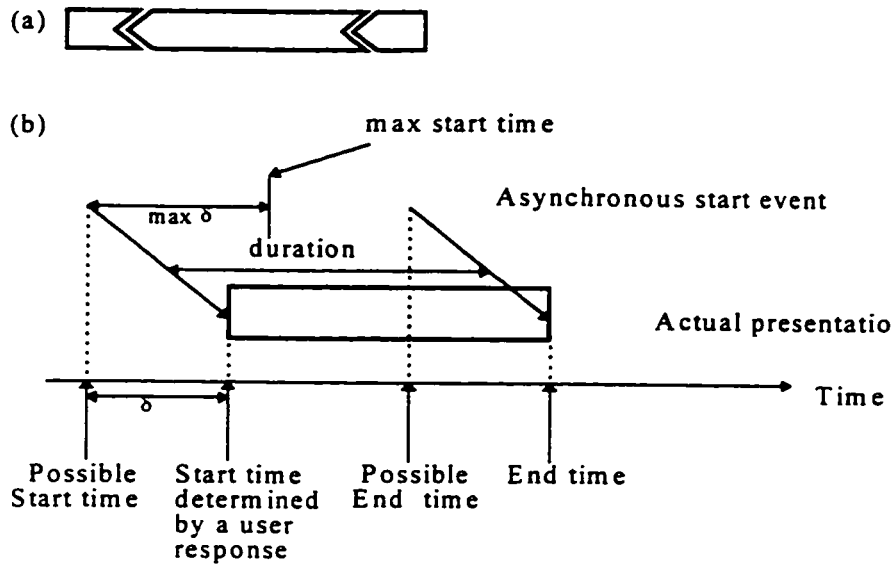 (a)
(b)
max start time
Asynchronous start event
max δ
duration
Actual presentatio
Time
δ
Possible
Start time
Start time
determined
by a user
response
Possible
End time
End time